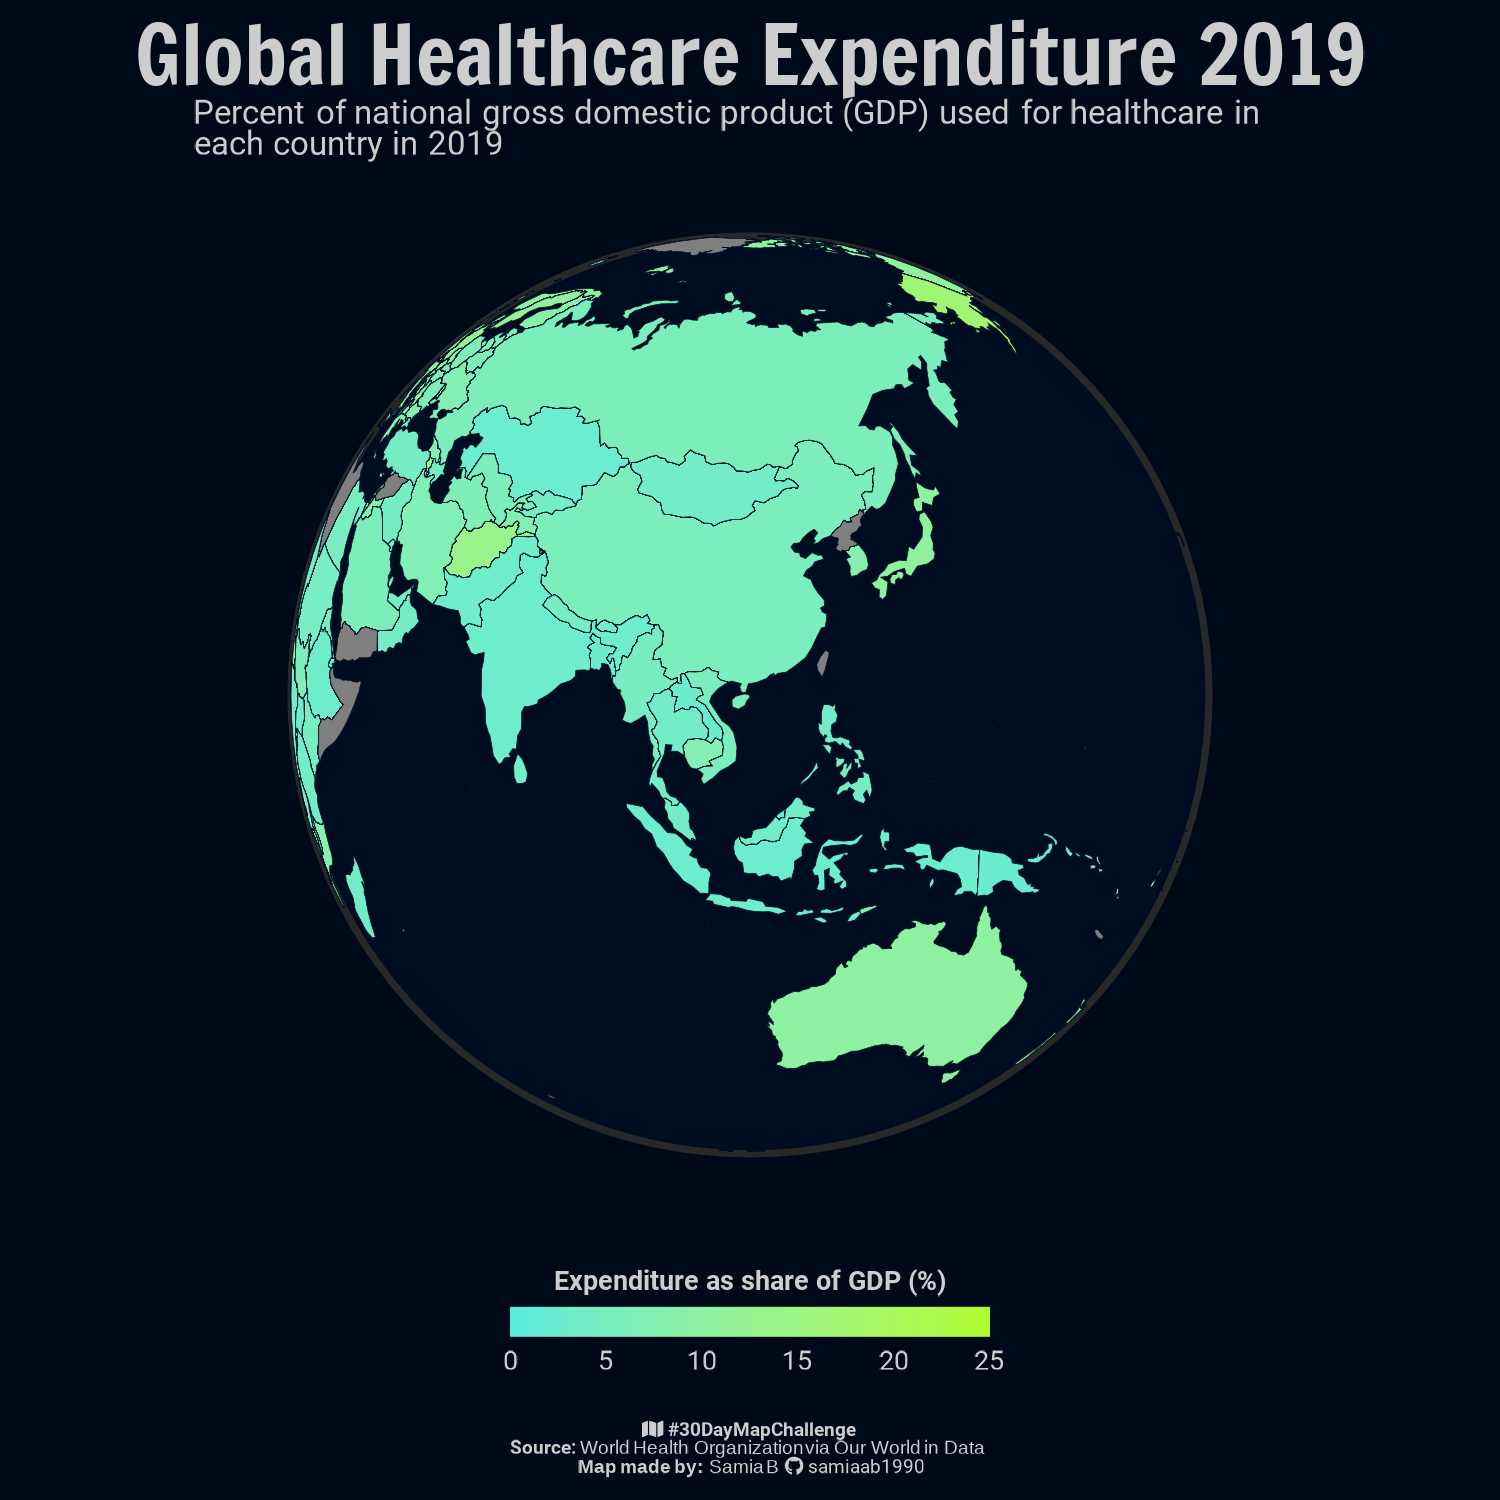 Global Healthcare Expenditure 2019
Percent of national gross domestic product (GDP) used for healthcare in
each country in 2019
Expenditure as share of GDP (%)
0 5 10 15 20 25
#30DayMapChallenge
Source: World Health Organization via Our World in Data
Map made by: Samia B samiaab1990